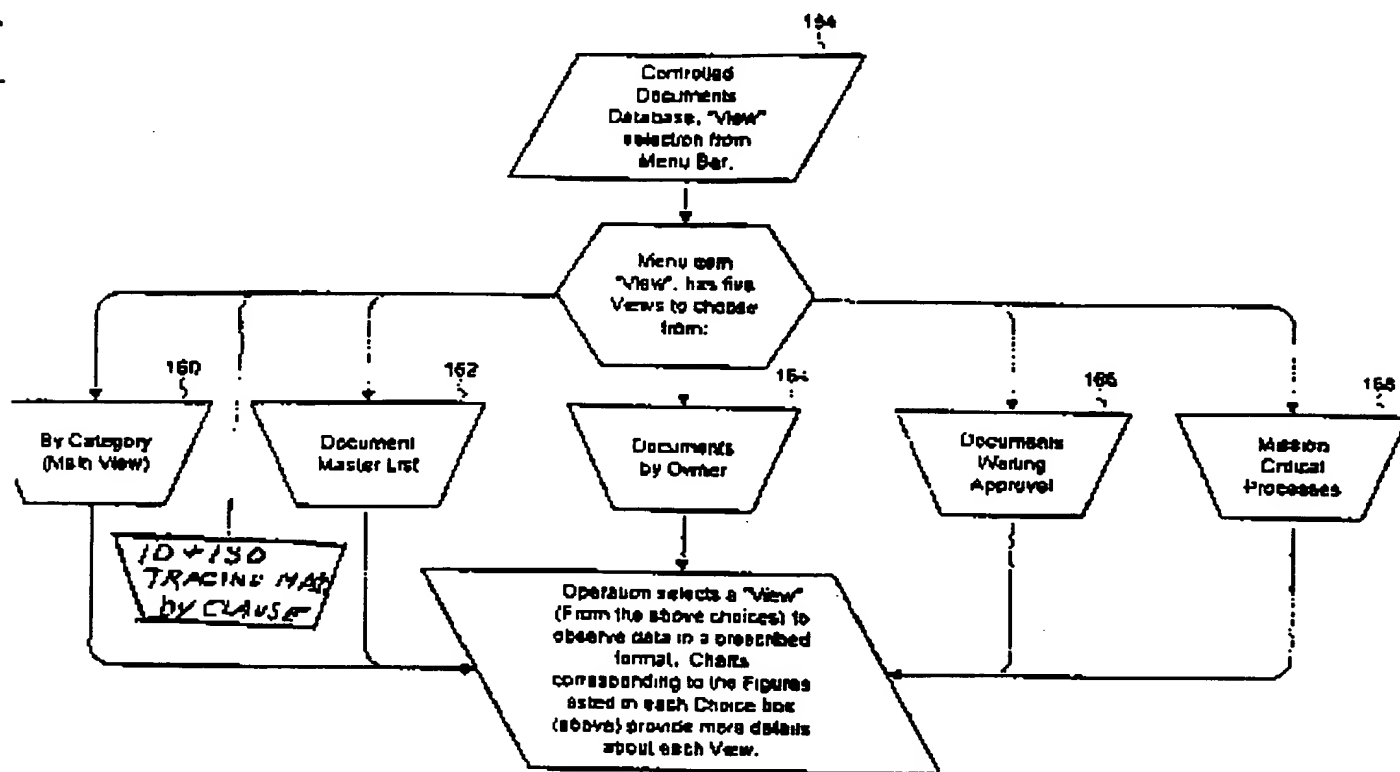 154
Controlled
Documents
Database, "View"
selection from
Menu Bar.
Menu item
"View", has five
Views to choose
from:
160
By Category
(Main View)
162
Document
Master List
Documents
by Owner
166
Documents
Waiting
Approval
168
Mission
Critical
Processes
ID + ISO
TRACING MAP
by CLAUSE
Operation selects a "View"
(From the above choices) to
observe data in a prescribed
format. Charts
corresponding to the Figures
listed in each Choice box
(above) provide more details
about each View.